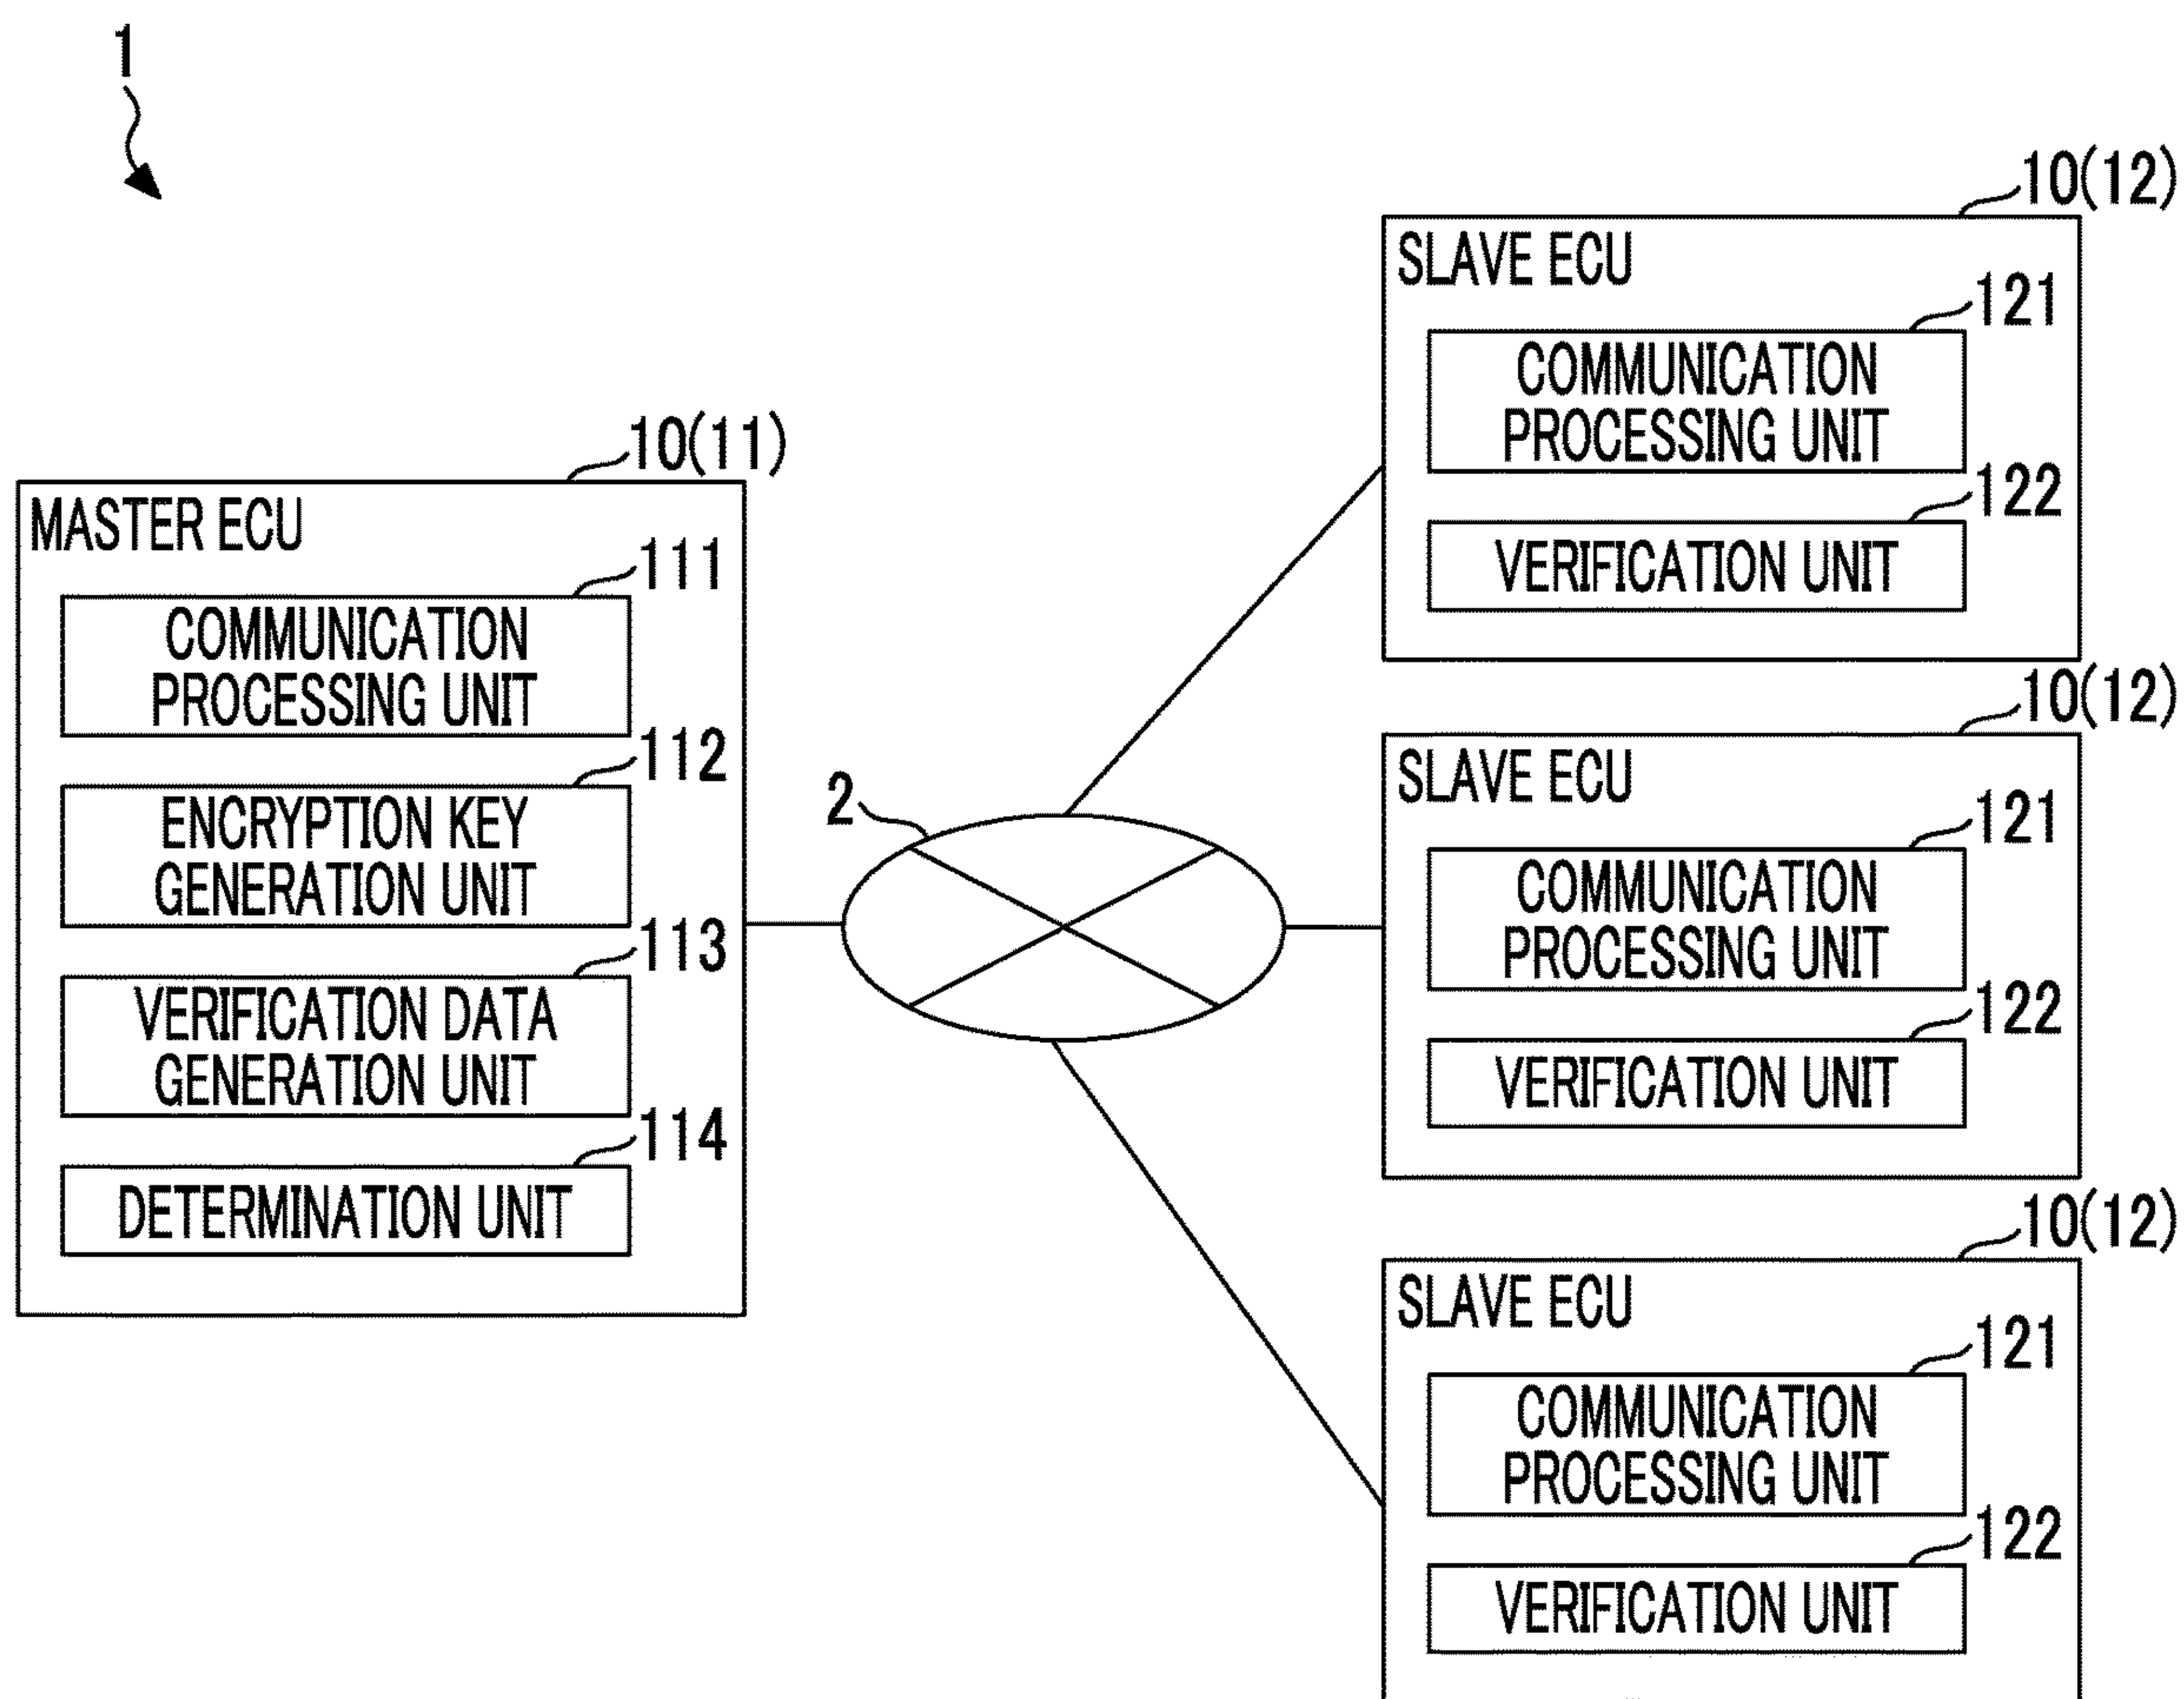 1
10(11)
MASTER ECU
111
COMMUNICATION
PROCESSING UNIT
112
ENCRYPTION KEY
GENERATION UNIT
113
VERIFICATION DATA
GENERATION UNIT
114
DETERMINATION UNIT
2
10(12)
SLAVE ECU
121
COMMUNICATION
PROCESSING UNIT
122
VERIFICATION UNIT
10(12)
SLAVE ECU
121
COMMUNICATION
PROCESSING UNIT
122
VERIFICATION UNIT
10(12)
SLAVE ECU
121
COMMUNICATION
PROCESSING UNIT
122
VERIFICATION UNIT